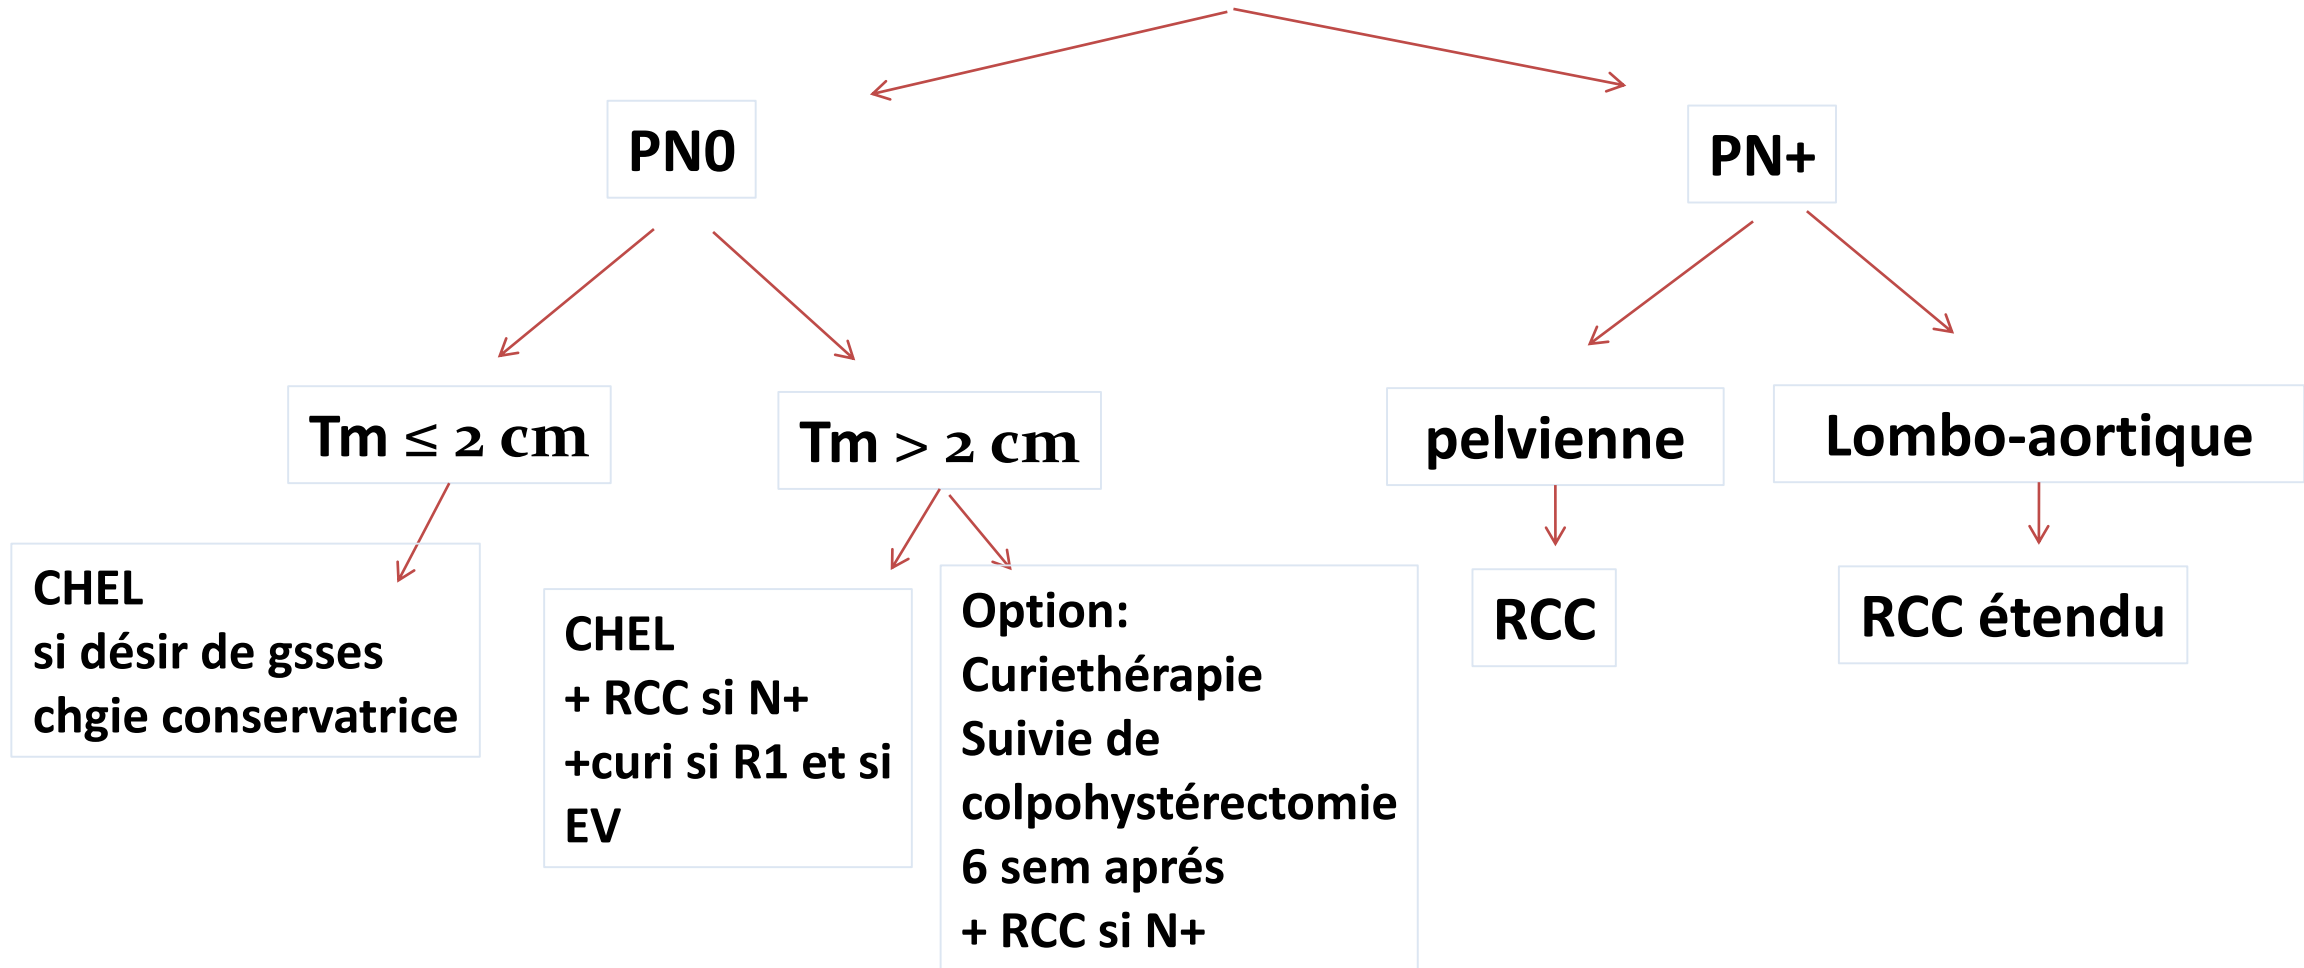 PN0
PN+
Tm ≤ 2 cm
Tm > 2 cm
pelvienne
Lombo-aortique
CHEL
si désir de gsses
chgie conservatrice
CHEL
+ RCC si N+
+curi si R1 et si
EV
Option:
Curiethérapie
Suivie de
colpohystérectomie
6 sem aprés
+ RCC si N+
RCC
RCC étendu